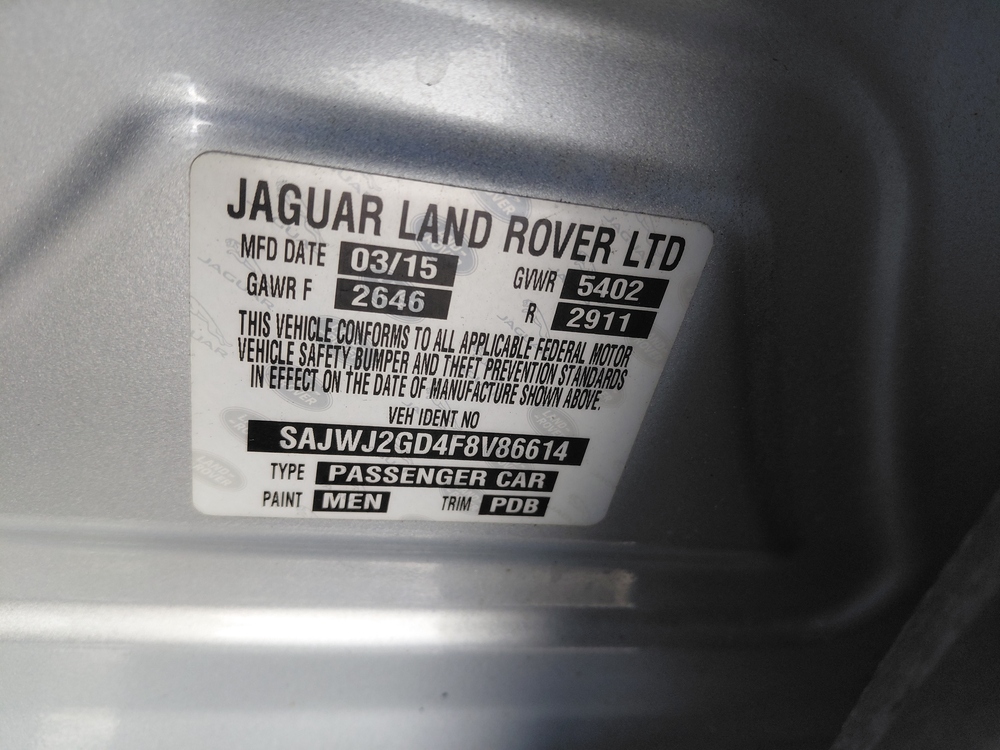 JAGUAR LAND ROVER LTD
MFD DATE 03/15 GVWR 5402
GAWR F 2646 R 2911
THIS VEHICLE CONFORMS TO ALL APPLICABLE FEDERAL MOTOR
VEHICLE SAFETY,BUMPER AND THEFT PREVENTION STANDARDS
IN EFFECT ON THE DATE OF MANUFACTURE SHOWN ABOVE.
VEH IDENT NO
SAJWJ2GD4F8V86614
TYPE PASSENGER CAR
PAINT MEN TRIM PDB